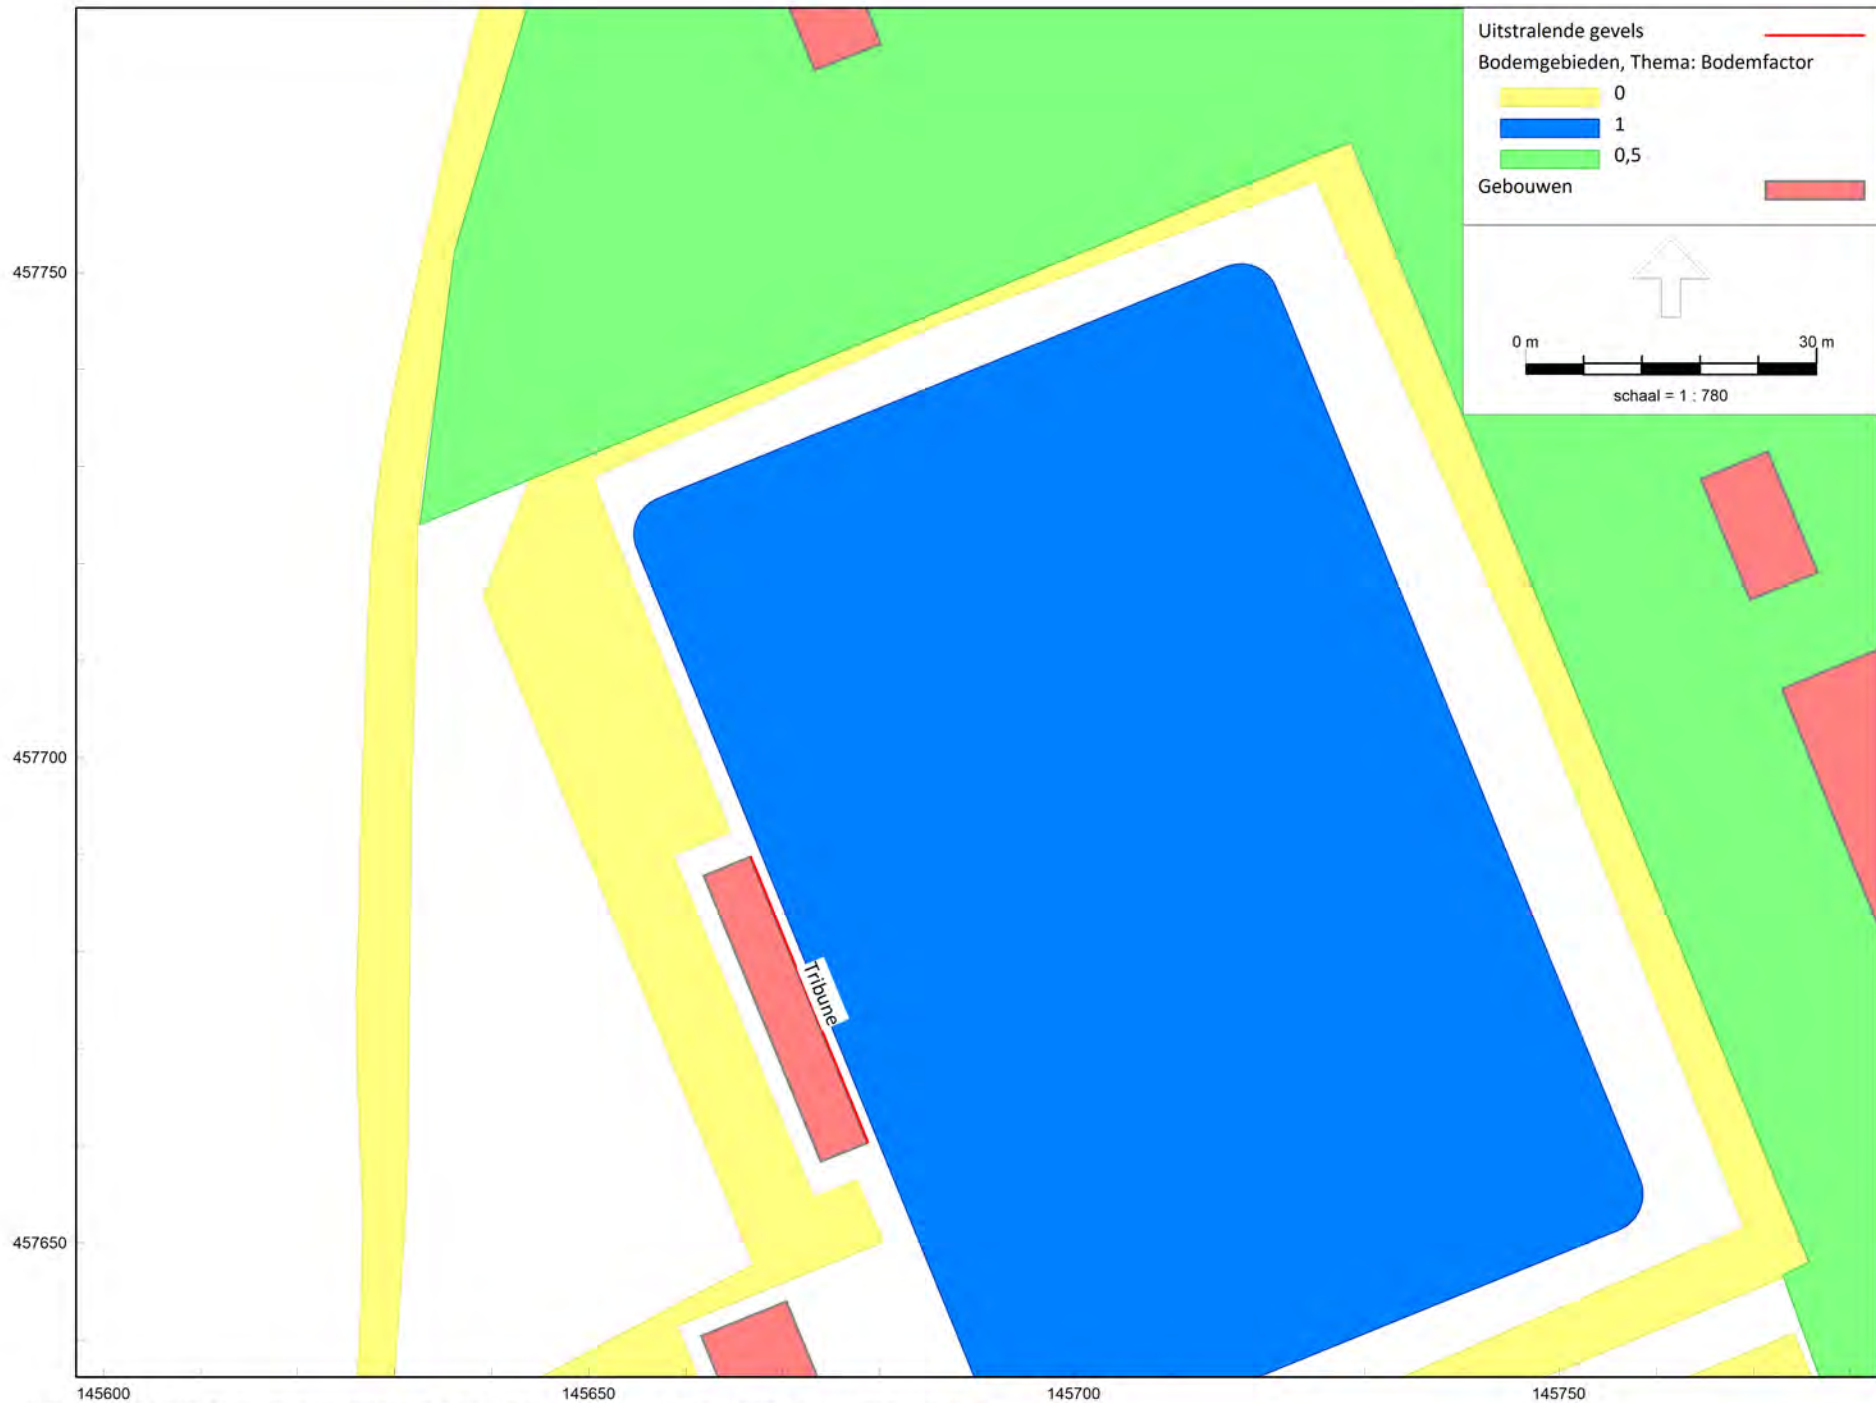 Uitstralende gevels
Bodemgebieden, Thema: Bodemfactor
0
1
0,5
Gebouwen
0 m 30 m
schaal = 1 : 780
457750
457700
457650
Tribune
145600 145650 145700 145750